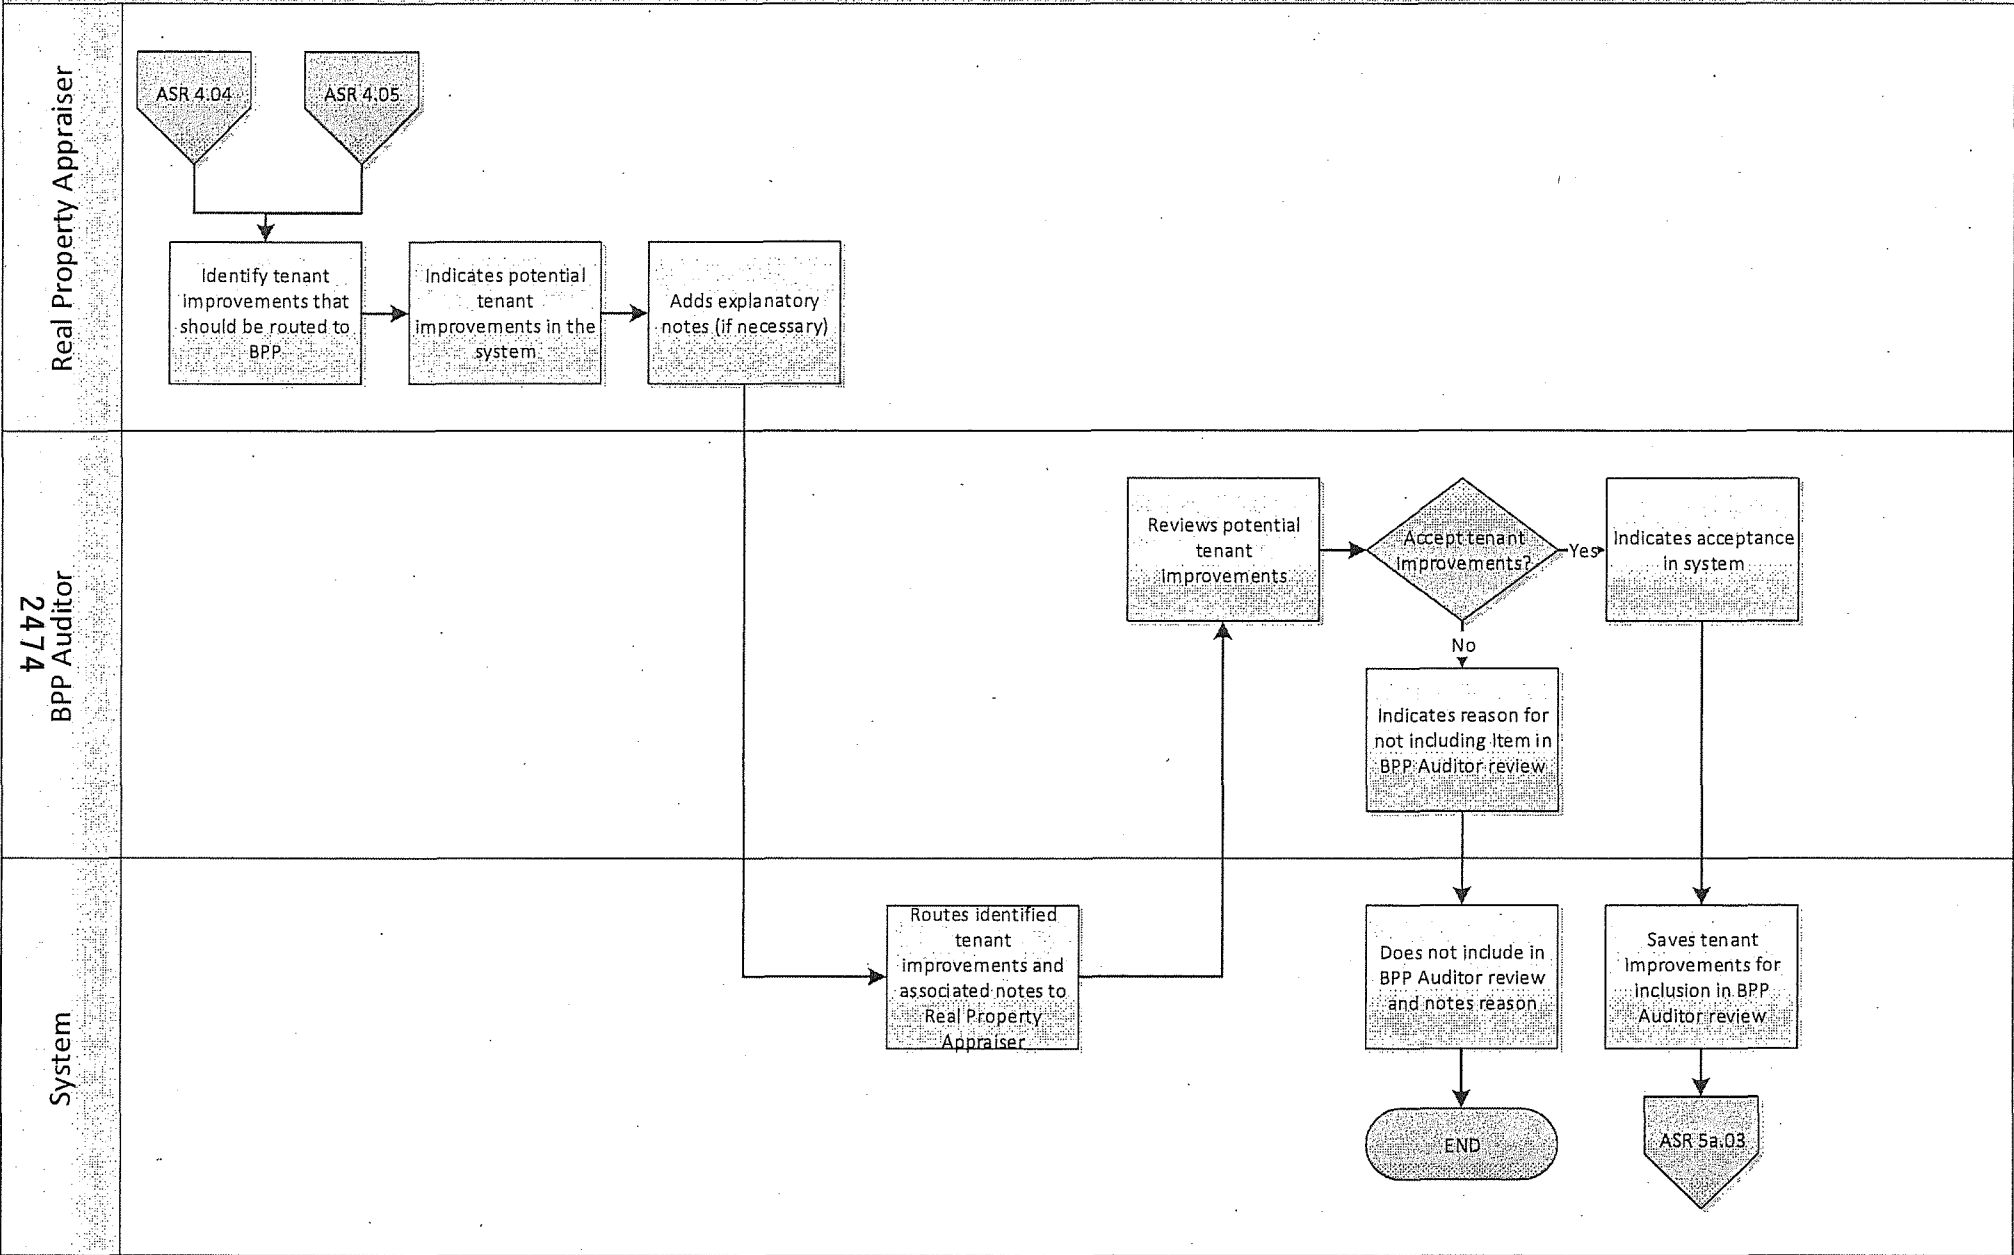 Real Property Appraiser
ASR 4.04
ASR 4.05
Identify tenant
improvements that
should be routed to
BPP
Indicates potential
tenant
improvements in the
system
Adds explanatory
notes (if necessary)
BPP Auditor
2474
Reviews potential
tenant
improvements
Accept tenant
improvements?
Yes
Indicates acceptance
in system
No
Indicates reason for
not including item in
BPP Auditor review
System
Routes identified
tenant
improvements and
associated notes to
Real Property
Appraiser
Does not include in
BPP Auditor review
and notes reason
Saves tenant
improvements for
inclusion in BPP
Auditor review
END
ASR 5a.03